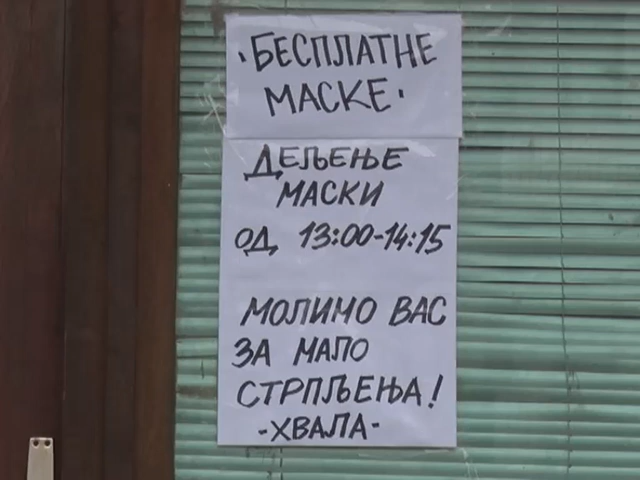 ·БЕСПЛАТНЕ
МАСКЕ·
ДЕЉЕЊЕ
МАСКИ
ОД 13:00-14:15
МОЛИМО ВАС
ЗА МАЛО
СТРПЉЕЊА!
-ХВАЛА-